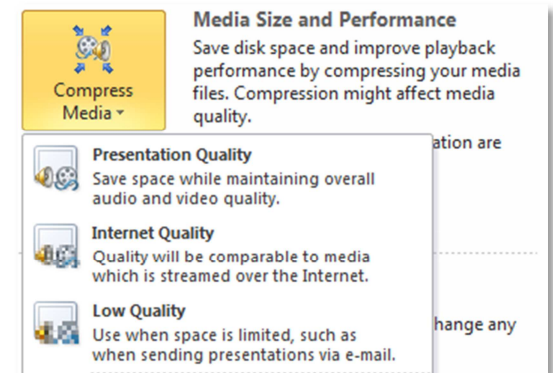 Compress
Media
Media Size and Performance
Save disk space and improve playback
performance by compressing your media
files. Compression might affect media
quality.
ation are
Presentation Quality
Save space while maintaining overall
audio and video quality.
Internet Quality
Quality will be comparable to media
which is streamed over the Internet.
Low Quality
Use when space is limited, such as
when sending presentations via e-mail.
hange any